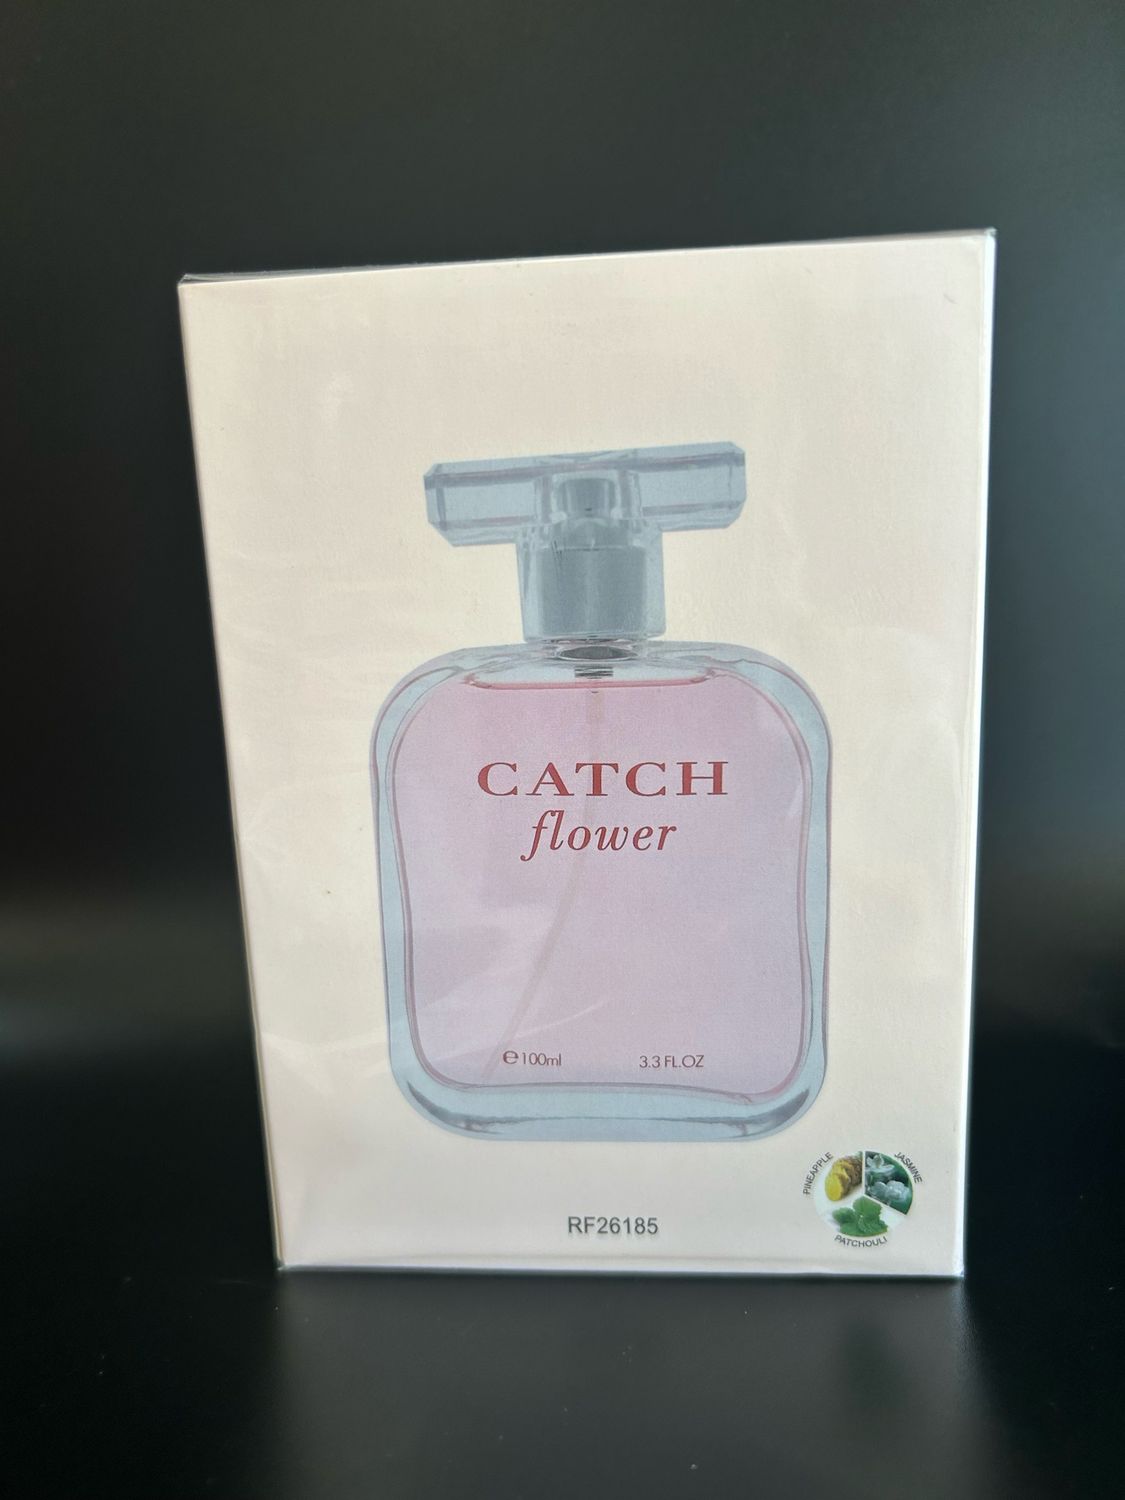 CATCH
flower
e100ml 3.3 FL.OZ
PINEAPPLE JASMINE
PATCHOULI
RF26185